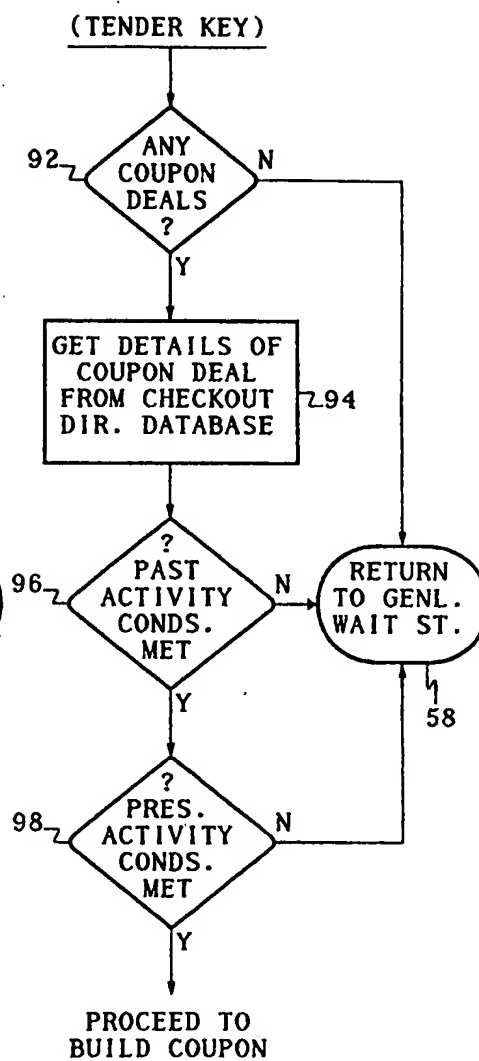 (TENDER KEY)
92
ANY
COUPON
DEALS
?
N
Y
GET DETAILS OF
COUPON DEAL
FROM CHECKOUT
DIR. DATABASE
94
96
?
PAST
ACTIVITY
CONDS.
MET
N
Y
RETURN
TO GENL.
WAIT ST.
58
98
?
PRES.
ACTIVITY
CONDS.
MET
N
Y
PROCEED TO
BUILD COUPON